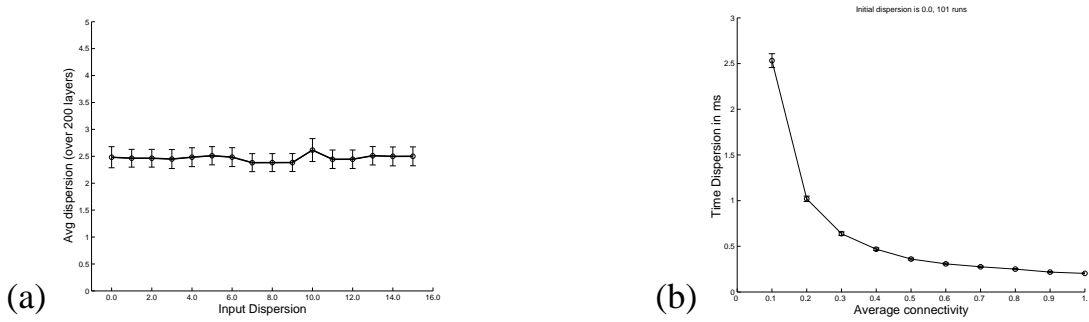 (a)
Avg dispersion (over 200 layers)
5
4.5
4
3.5
3
2.5
2
1.5
1
0.5
0
0.0 2.0 4.0 6.0 8.0 10.0 12.0 14.0 16.0
Input Dispersion
(b)
Initial dispersion is 0.0, 101 runs
Time Dispersion in ms
3
2.5
2
1.5
1
0.5
0
0 0.1 0.2 0.3 0.4 0.5 0.6 0.7 0.8 0.9 1.
Average connectivity